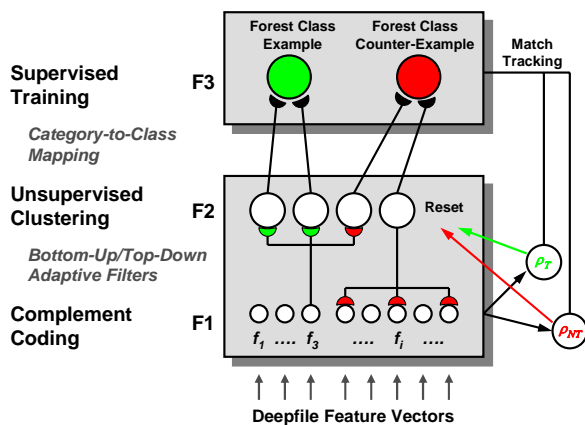 Forest Class
Example
Forest Class
Counter-Example
Match
Tracking
Supervised
Training
F3
Category-to-Class
Mapping
Unsupervised
Clustering
F2
Reset
Bottom-Up/Top-Down
Adaptive Filters
ρT
Complement
Coding
F1
f1 .... f3 .... fi ....
ρNT
Deepfile Feature Vectors